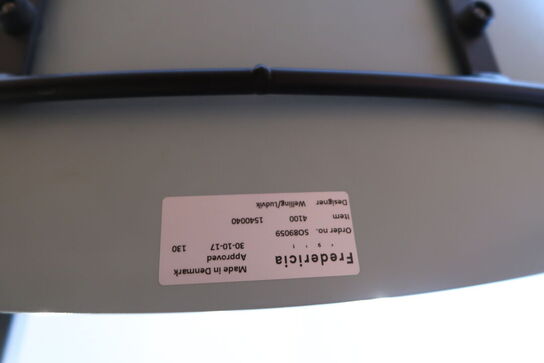 Fredericia Made in Denmark
Approved
30-10-17 130
Order no. SO89059
Item 4100 1540040
Designer Welling/Ludvik